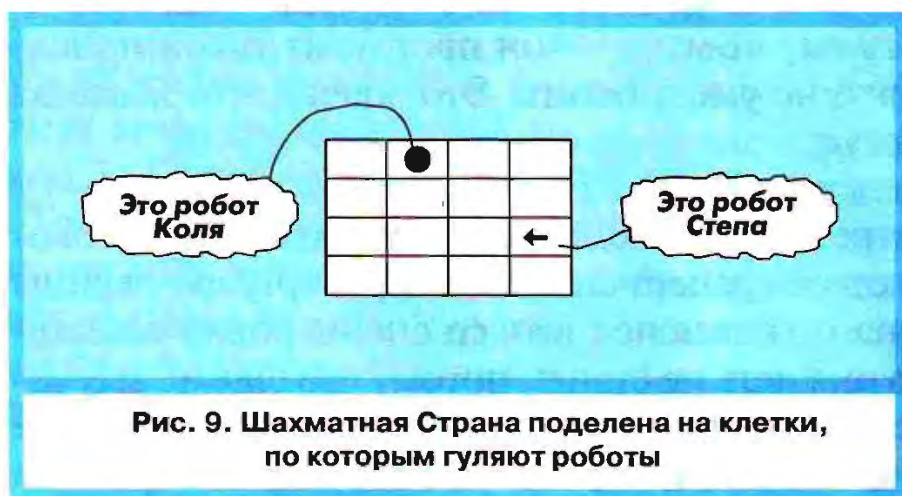 Это робот
Коля
Это робот
Степа
Рис. 9. Шахматная Страна поделена на клетки,
по которым гуляют роботы